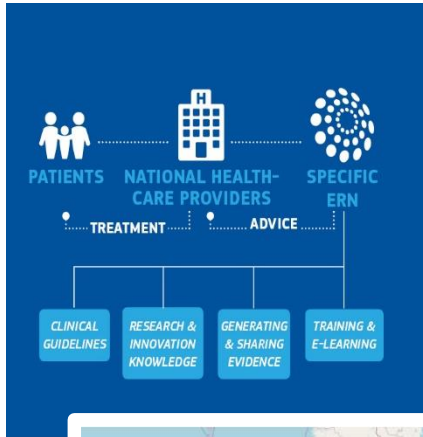 H
PATIENTS
NATIONAL HEALTH-
CARE PROVIDERS
SPECIFIC
ERN
TREATMENT
ADVICE
CLINICAL
GUIDELINES
RESEARCH &
INNOVATION
KNOWLEDGE
GENERATING
& SHARING
EVIDENCE
TRAINING &
E-LEARNING